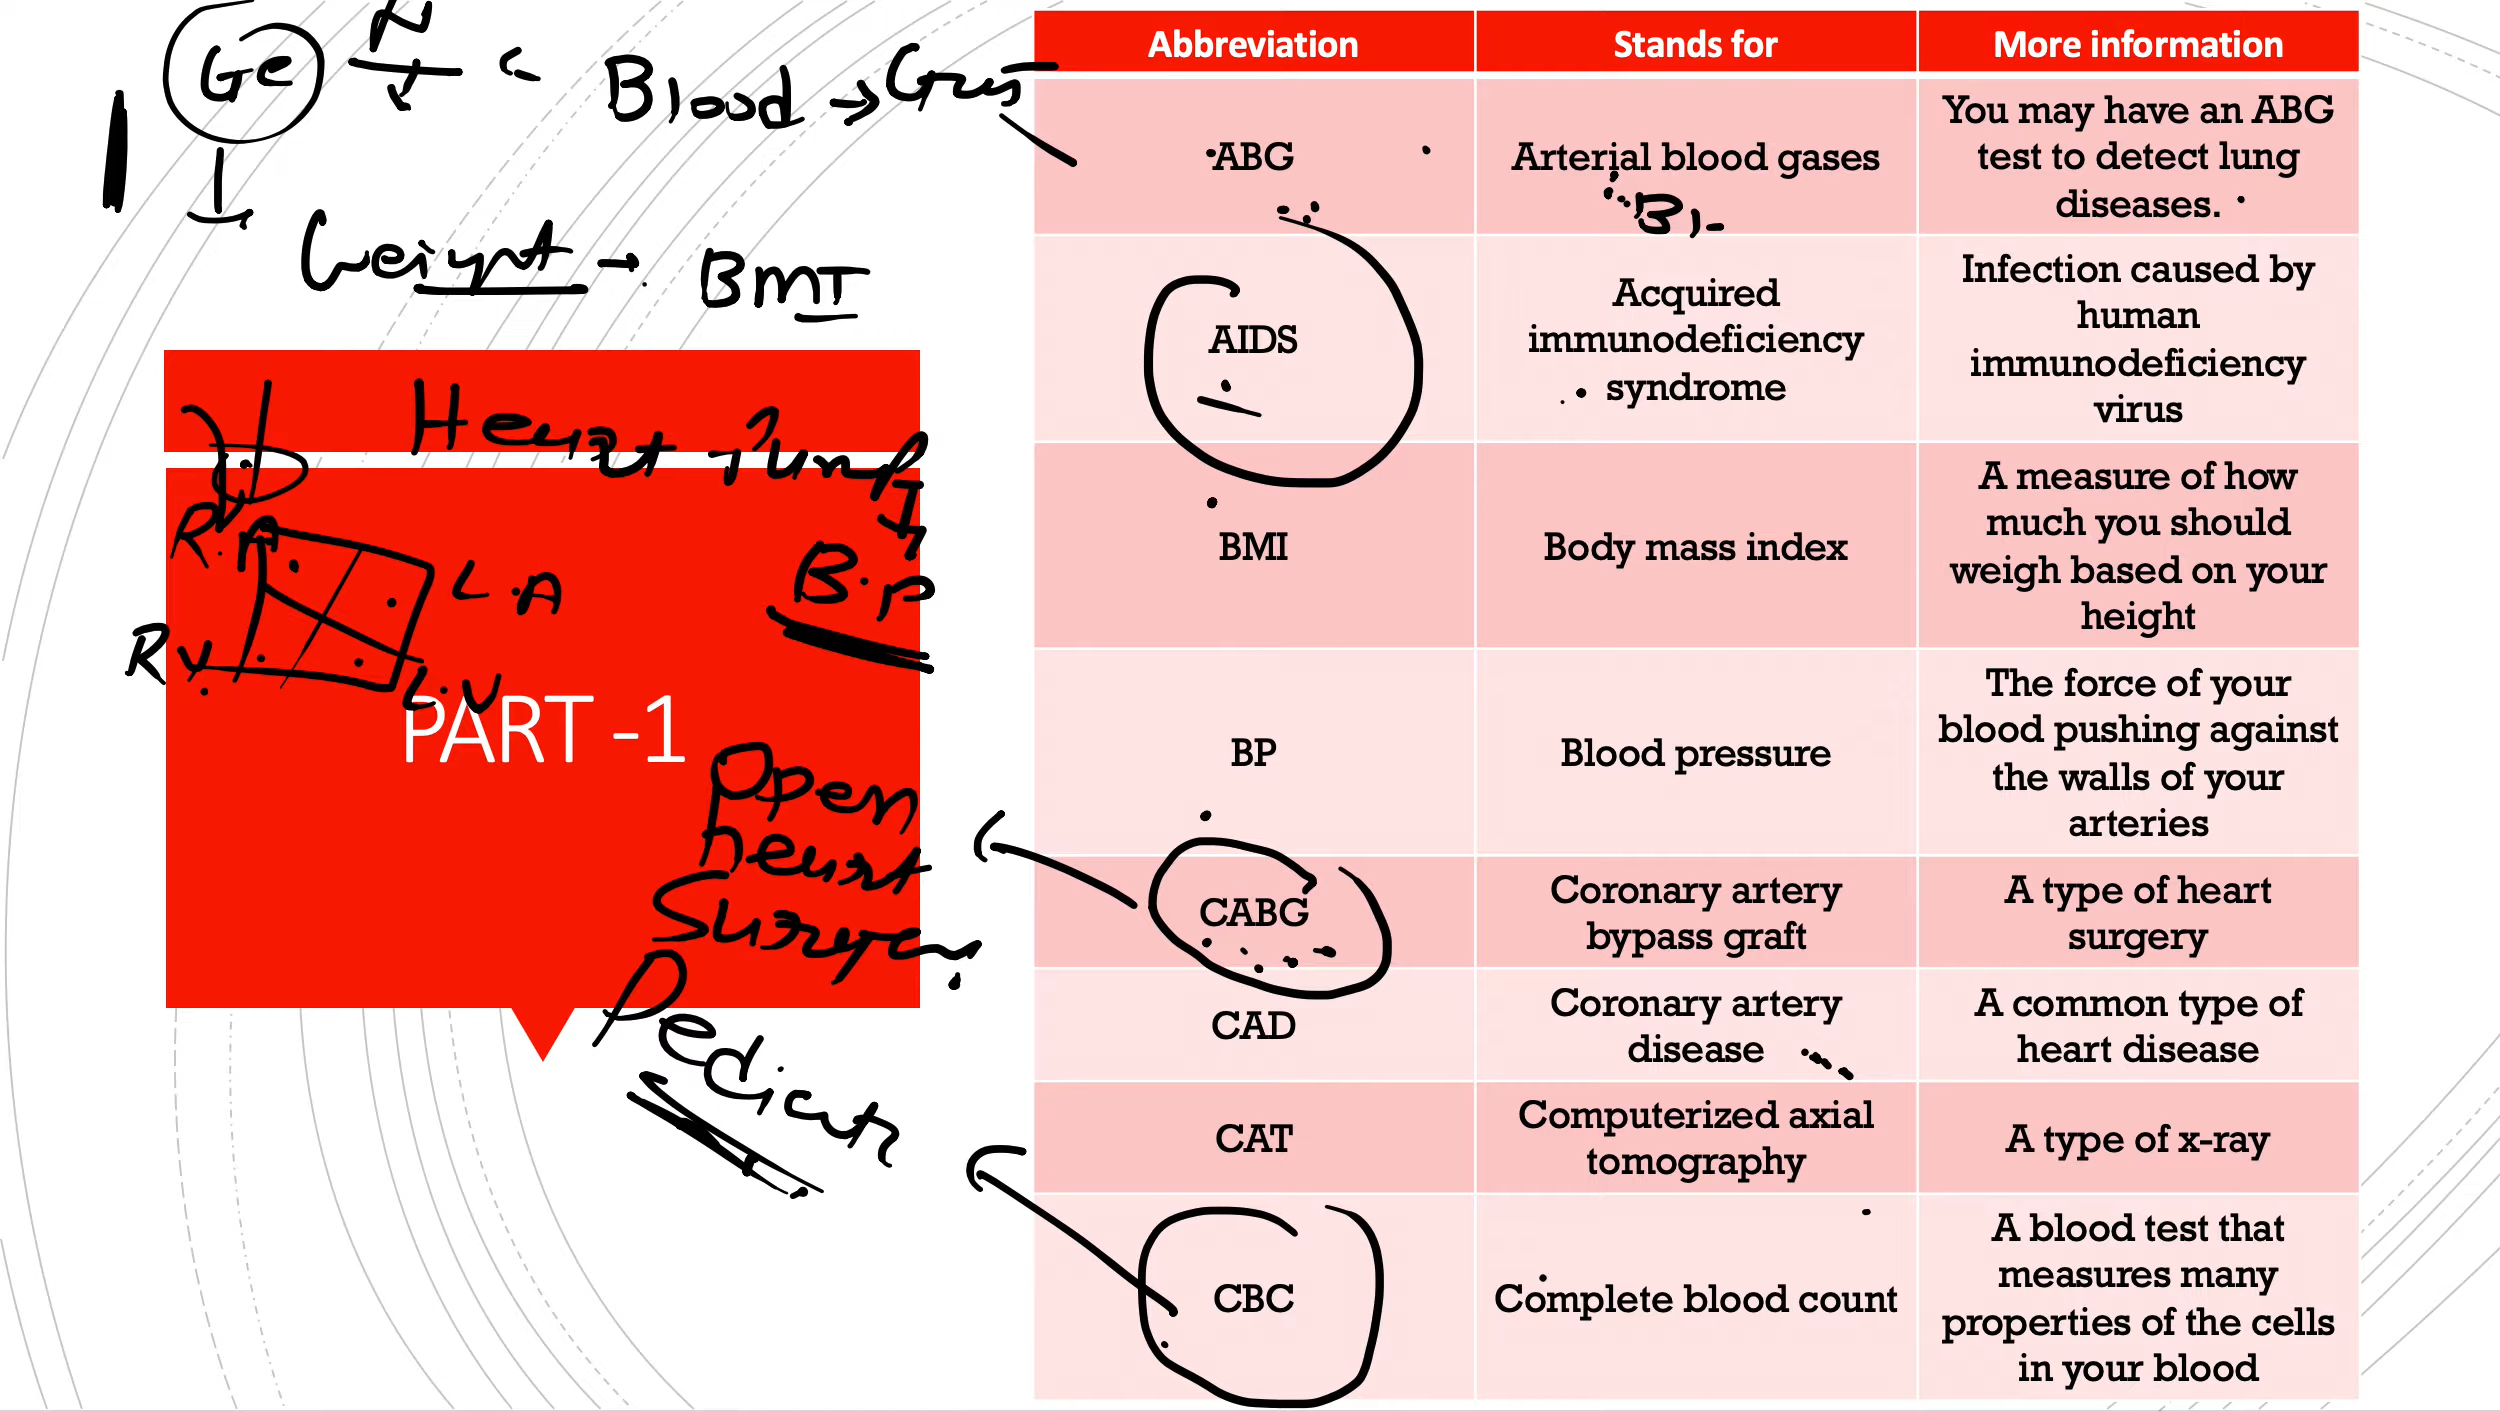 Blood → Gas
BMI
Heart → Pump
B.P
R.A
L.A
RV
L.V
PART -1
Open
heart
Surgery
Abbreviation Stands for More information
ABG Arterial blood gases You may have an ABG
test to detect lung
diseases.
AIDS Acquired
immunodeficiency
syndrome Infection caused by
human
immunodeficiency
virus
BMI Body mass index A measure of how
much you should
weigh based on your
height
BP Blood pressure The force of your
blood pushing against
the walls of your
arteries
CABG Coronary artery
bypass graft A type of heart
surgery
CAD Coronary artery
disease A common type of
heart disease
CAT Computerized axial
tomography A type of x-ray
CBC Complete blood count A blood test that
measures many
properties of the cells
in your blood